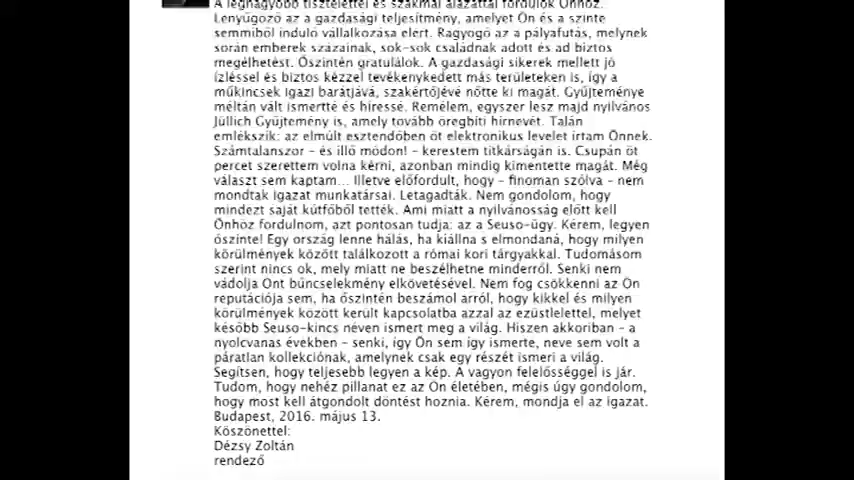 A legnagyobb tisztelettel és szakmai alázattal fordulok Önhöz.
Lenyűgöző az a gazdasági teljesítmény, amelyet Ön és a szinte
semmiből induló vállalkozása elért. Ragyogó az a pályafutás, melynek
során emberek százainak, sok-sok családnak adott és ad biztos
megélhetést. Őszintén gratulálok. A gazdasági sikerek mellett jó
ízléssel és biztos kézzel tevékenykedett más területeken is, így a
műkincsek igazi barátjává, szakértőjévé nőtte ki magát. Gyűjteménye
méltán vált ismertté és híressé. Remélem, egyszer lesz majd nyilvános
Jüllich Gyűjtemény is, amely tovább öregbíti hírnevét. Talán
emlékszik: az elmúlt esztendőben öt elektronikus levelet írtam Önnek.
Számtalanszor – és illő módon! – kerestem titkárságán is. Csupán öt
percet szerettem volna kérni, azonban mindig kimentette magát. Még
választ sem kaptam... Illetve előfordult, hogy – finoman szólva – nem
mondtak igazat munkatársai. Letagadták. Nem gondolom, hogy
mindezt saját kútfőből tették. Ami miatt a nyilvánosság előtt kell
Önhöz fordulnom, azt pontosan tudja: az a Seuso-ügy. Kérem, legyen
őszinte! Egy ország lenne hálás, ha kiállna s elmondaná, hogy milyen
körülmények között találkozott a római kori tárgyakkal. Tudomásom
szerint nincs ok, mely miatt ne beszélhetne minderről. Senki nem
vádolja Önt bűncselekmény elkövetésével. Nem fog csökkenni az Ön
reputációja sem, ha őszintén beszámol arról, hogy kikkel és milyen
körülmények között került kapcsolatba azzal az ezüstlelettel, melyet
később Seuso-kincs néven ismert meg a világ. Hiszen akkoriban – a
nyolcvanas években – senki, így Ön sem így ismerte, neve sem volt a
páratlan kollekciónak, amelynek csak egy részét ismeri a világ.
Segítsen, hogy teljesebb legyen a kép. A vagyon felelősséggel is jár.
Tudom, hogy nehéz pillanat ez az Ön életében, mégis úgy gondolom,
hogy most kell átgondolt döntést hoznia. Kérem, mondja el az igazat.
Budapest, 2016. május 13.
Köszönettel:
Dézsy Zoltán
rendező